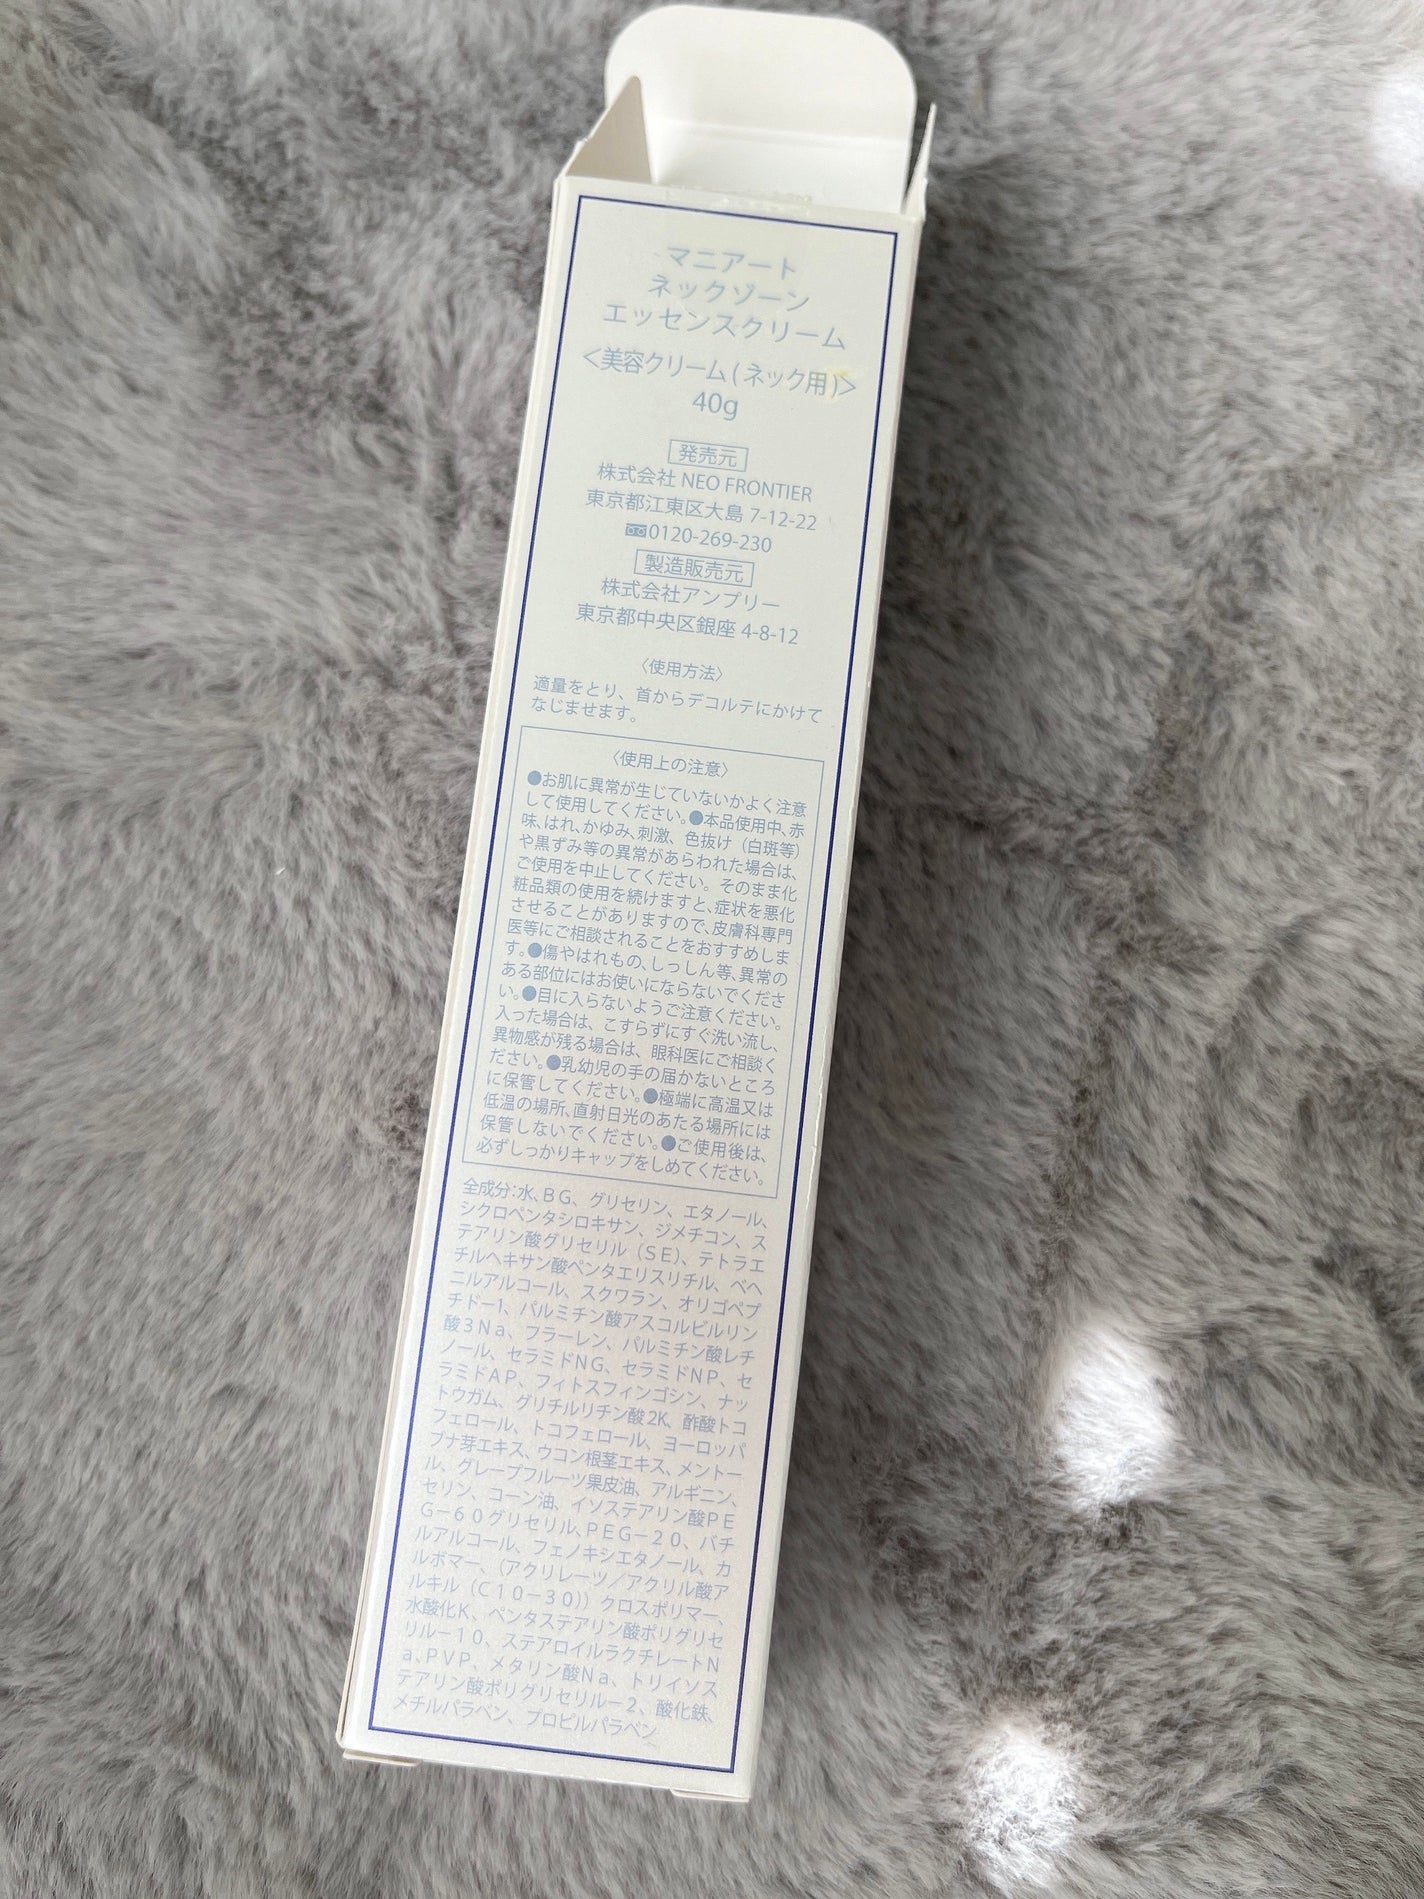 マニアート
ネックゾーン
エッセンスクリーム
＜美容クリーム(ネック用)＞
40g
発売元
株式会社 NEO FRONTIER
東京都江東区大島 7-12-22
0120-269-230
製造販売元
株式会社アンプリー
東京都中央区銀座 4-8-12
〈使用方法〉
適量をとり、首からデコルテにかけて
なじませます。
〈使用上の注意〉
●お肌に異常が生じていないかよく注意
して使用してください。●本品使用中、赤
味、はれ、かゆみ、刺激、色抜け（白斑等）
や黒ずみ等の異常があらわれた場合は、
ご使用を中止してください。そのまま化
粧品類の使用を続けますと、症状を悪化
させることがありますので、皮膚科専門
医等にご相談されることをおすすめしま
す。●傷やはれもの、しっしん等、異常の
ある部位にはお使いにならないでくださ
い。●目に入らないようご注意ください。
入った場合は、こすらずにすぐ洗い流し、
異物感が残る場合は、眼科医にご相談く
ださい。●乳幼児の手の届かないところ
に保管してください。●極端に高温又は
低温の場所、直射日光のあたる場所には
保管しないでください。●ご使用後は、
必ずしっかりキャップをしめてください。
全成分：水、ＢＧ、グリセリン、エタノール、
シクロペンタシロキサン、ジメチコン、ス
テアリン酸グリセリル（ＳＥ）、テトラエ
チルヘキサン酸ペンタエリスリチル、ベヘ
ニルアルコール、スクワラン、オリゴペプ
チド－1、パルミチン酸アスコルビルリン
酸３Ｎａ、フラーレン、パルミチン酸レチ
ノール、セラミドＮＧ、セラミドＮＰ、セ
ラミドＡＰ、フィトスフィンゴシン、ナッ
トウガム、グリチルリチン酸2K、酢酸トコ
フェロール、トコフェロール、ヨーロッパ
ブナ芽エキス、ウコン根茎エキス、メントー
ル、グレープフルーツ果皮油、アルギニン、
セリン、コーン油、イソステアリン酸ＰＥ
Ｇ－６０グリセリル、ＰＥＧ－２０、バチ
ルアルコール、フェノキシエタノール、カ
ルボマー、（アクリレーツ／アクリル酸ア
ルキル（Ｃ１０－３０））クロスポリマー、
水酸化Ｋ、ペンタステアリン酸ポリグリセ
リル－１０、ステアロイルラクチレートＮ
ａ、ＰＶＰ、メタリン酸Ｎａ、トリイソス
テアリン酸ポリグリセリル－２、酸化鉄、
メチルパラベン、プロピルパラベン